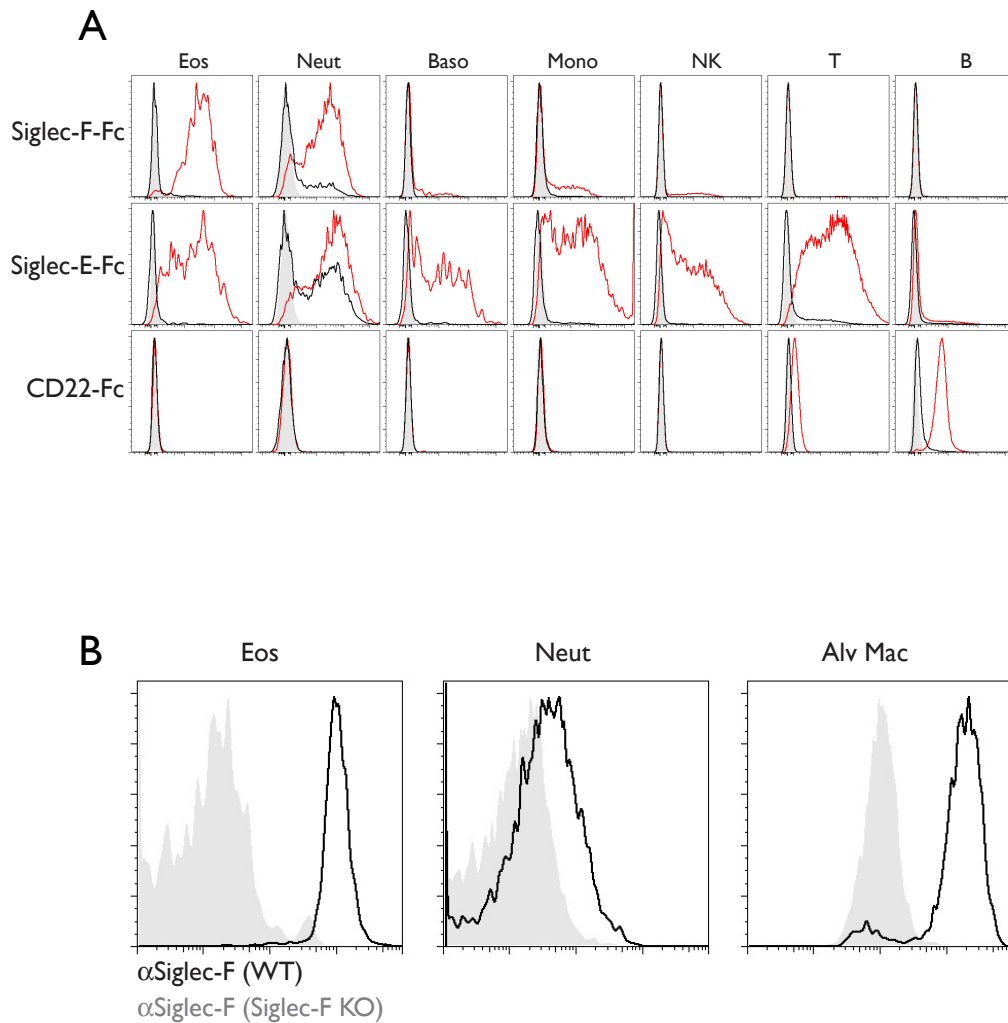 A
Eos Neut Baso Mono NK T B
Siglec-F-Fc
Siglec-E-Fc
CD22-Fc
B
Eos Neut Alv Mac
αSiglec-F (WT)
αSiglec-F (Siglec-F KO)